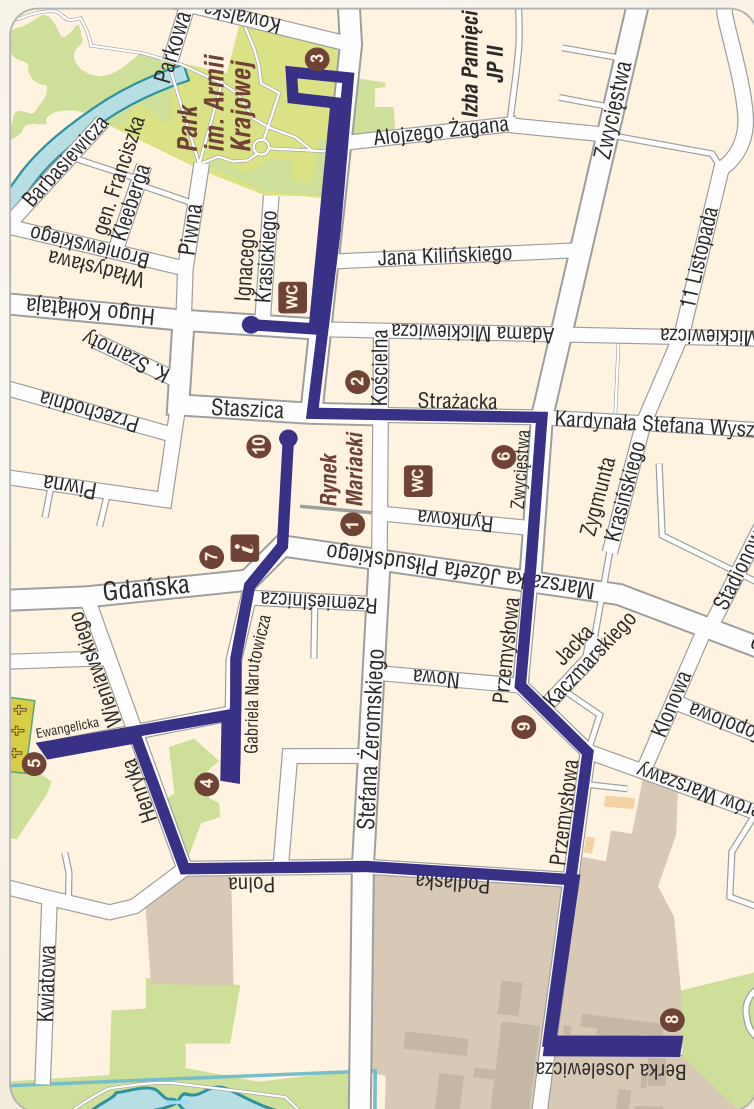 Kowalska
Parkowa
3
Park
im. Armii
Krajowej
Izba Pamięci
JP II
Alojzego Żagana
Zwycięstwa
Barbasiewicza
gen. Franciszka
Kleeberga
Władysława
Broniewskiego
Piwna
Ignacego
Krasickiego
Jana Kilińskiego
11 Listopada
Hugo Kołłątaja
WC
Adama Mickiewicza
Mickiewicza
K. Szamoty
2
Kościelna
Przechodnia
Staszica
Strażacka
Kardynała Stefana Wysz
10
Rynek
Mariacki
WC
6
Zwycięstwa
Zygmunta
Krasińskiego
Piwna
1
Rynkowa
7
i
Marszałka Józefa Piłsudskiego
Stadionow
Gdańska
Rzemieślnicza
Wieniawskiego
Henryka
Gabriela Narutowicza
Stefana Żeromskiego
Nowa
Przemysłowa
Jacka
Kaczmarskiego
Klonowa
opolowa
Ewangelicka
5
4
9
Przemysłowa
erów Warszawy
Polna
Podlaska
Kwiatowa
8
Berka Joselewicza